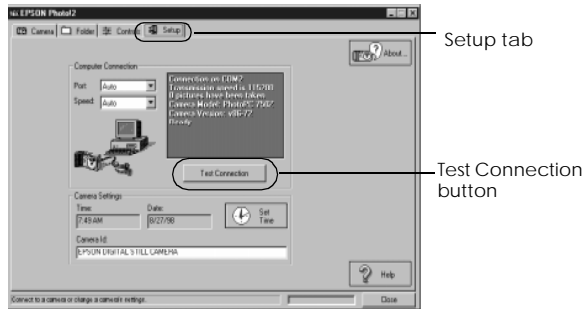 EPSON Photo!2
Camera Folder Controls Setup
Setup tab
About...
Computer Connection
Port: Auto
Speed: Auto
Connection on COM2
Transmission speed is 115200
0 pictures have been taken
Camera Model: PhotoPC 750Z
Camera Version: v06-72
Ready
Test Connection
Test Connection
button
Camera Settings
Time: Date:
7:49 AM 8/27/98
Set
Time
Camera Id:
EPSON DIGITAL STILL CAMERA
Help
Connect to a camera or change a camera's settings.
Close